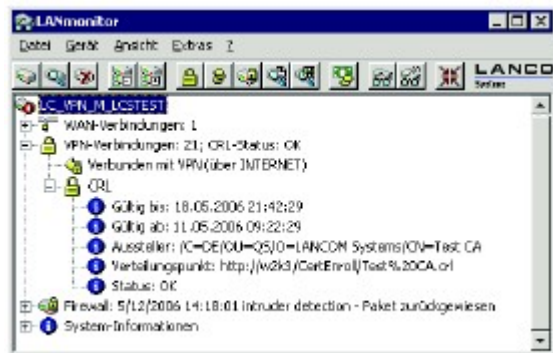 LANmonitor
Datei Gerät Ansicht Extras ?
LANCO
Systems
LC_VPN_M_LCSTEST
WAN-Verbindungen: 1
VPN-Verbindungen: 21; CRL-Status: OK
Verbunden mit VPN (über INTERNET)
CRL
Gültig bis: 18.05.2006 21:42:29
Gültig ab: 11.05.2006 09:22:29
Aussteller: /C=DE/OU=QS/O=LANCOM Systems/CN=Test CA
Verteilungspunkt: http://w2k3/CertEnroll/Test%20CA.crl
Status: OK
Firewall: 5/12/2006 14:18:01 intruder detection - Paket zurückgewiesen
System-Informationen